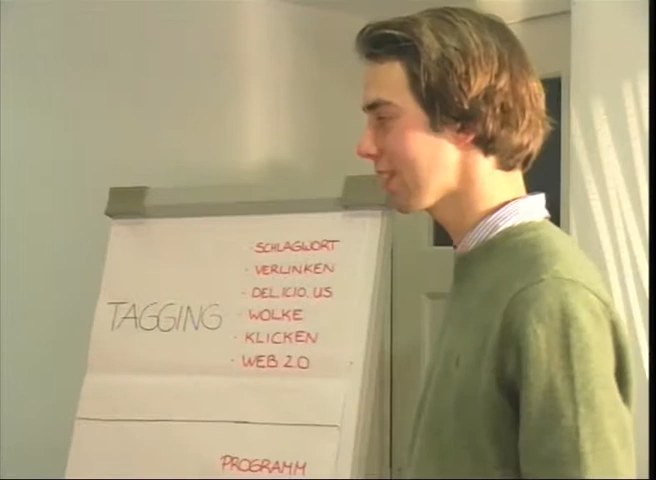 SCHLAGWORT
VERLINKEN
DEL.ICIO.US
TAGGING
WOLKE
KLICKEN
WEB 2.0
PROGRAMM